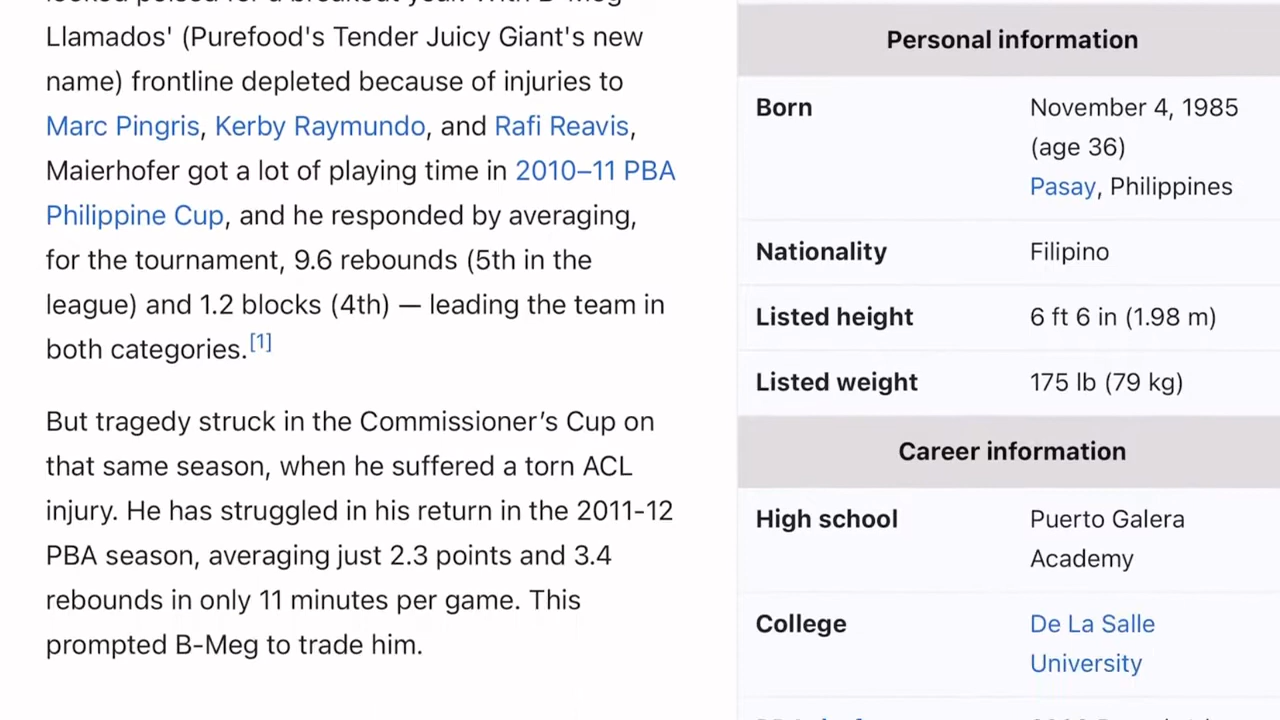 Llamados' (Purefood's Tender Juicy Giant's new
name) frontline depleted because of injuries to
Marc Pingris, Kerby Raymundo, and Rafi Reavis,
Maierhofer got a lot of playing time in 2010–11 PBA
Philippine Cup, and he responded by averaging,
for the tournament, 9.6 rebounds (5th in the
league) and 1.2 blocks (4th) — leading the team in
both categories.[1]
But tragedy struck in the Commissioner’s Cup on
that same season, when he suffered a torn ACL
injury. He has struggled in his return in the 2011-12
PBA season, averaging just 2.3 points and 3.4
rebounds in only 11 minutes per game. This
prompted B-Meg to trade him.
Personal information
Born November 4, 1985
(age 36)
Pasay, Philippines
Nationality Filipino
Listed height 6 ft 6 in (1.98 m)
Listed weight 175 lb (79 kg)
Career information
High school Puerto Galera
Academy
College De La Salle
University